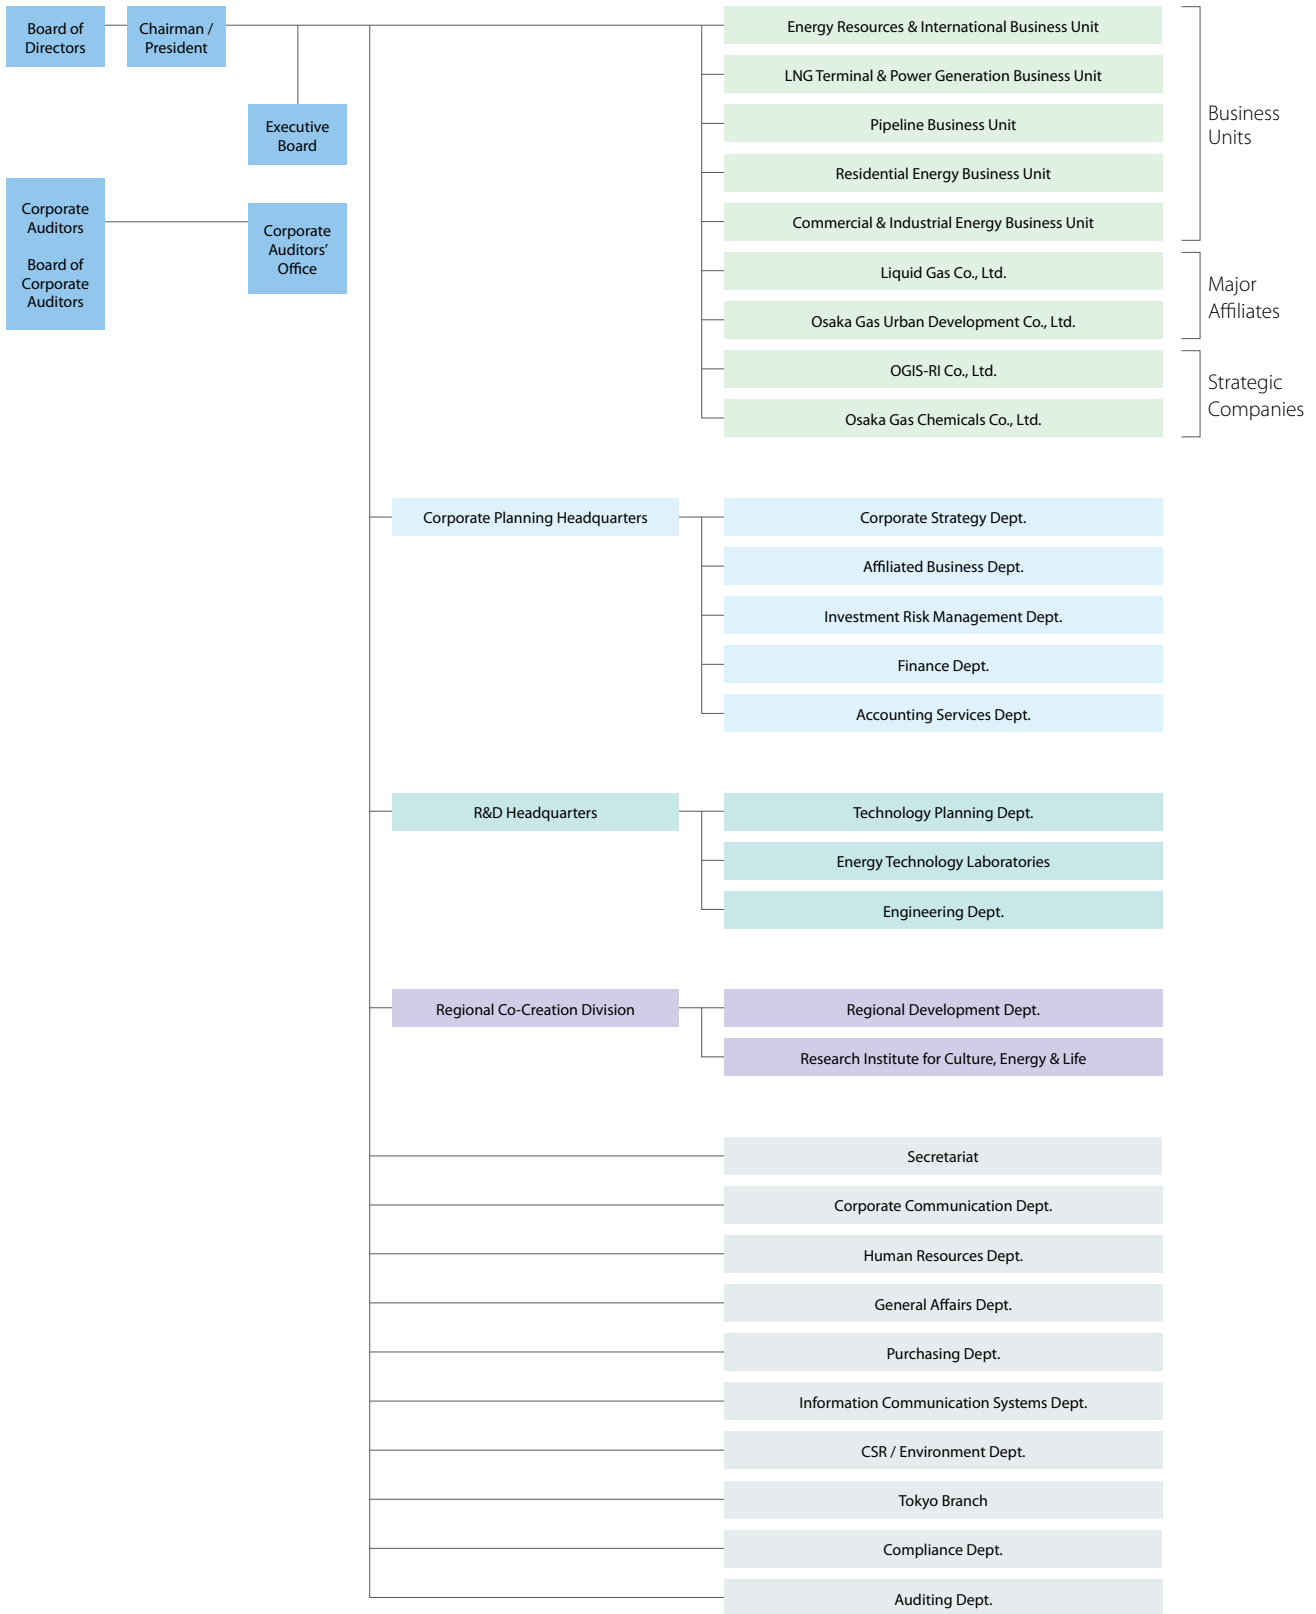 Board of
Directors
Chairman /
President
Executive
Board
Corporate
Auditors
Board of
Corporate
Auditors
Corporate
Auditors’
Office
Energy Resources & International Business Unit
LNG Terminal & Power Generation Business Unit
Pipeline Business Unit
Residential Energy Business Unit
Commercial & Industrial Energy Business Unit
Business
Units
Liquid Gas Co., Ltd.
Osaka Gas Urban Development Co., Ltd.
Major
Affiliates
OGIS-RI Co., Ltd.
Osaka Gas Chemicals Co., Ltd.
Strategic
Companies
Corporate Planning Headquarters
Corporate Strategy Dept.
Affiliated Business Dept.
Investment Risk Management Dept.
Finance Dept.
Accounting Services Dept.
R&D Headquarters
Technology Planning Dept.
Energy Technology Laboratories
Engineering Dept.
Regional Co-Creation Division
Regional Development Dept.
Research Institute for Culture, Energy & Life
Secretariat
Corporate Communication Dept.
Human Resources Dept.
General Affairs Dept.
Purchasing Dept.
Information Communication Systems Dept.
CSR / Environment Dept.
Tokyo Branch
Compliance Dept.
Auditing Dept.